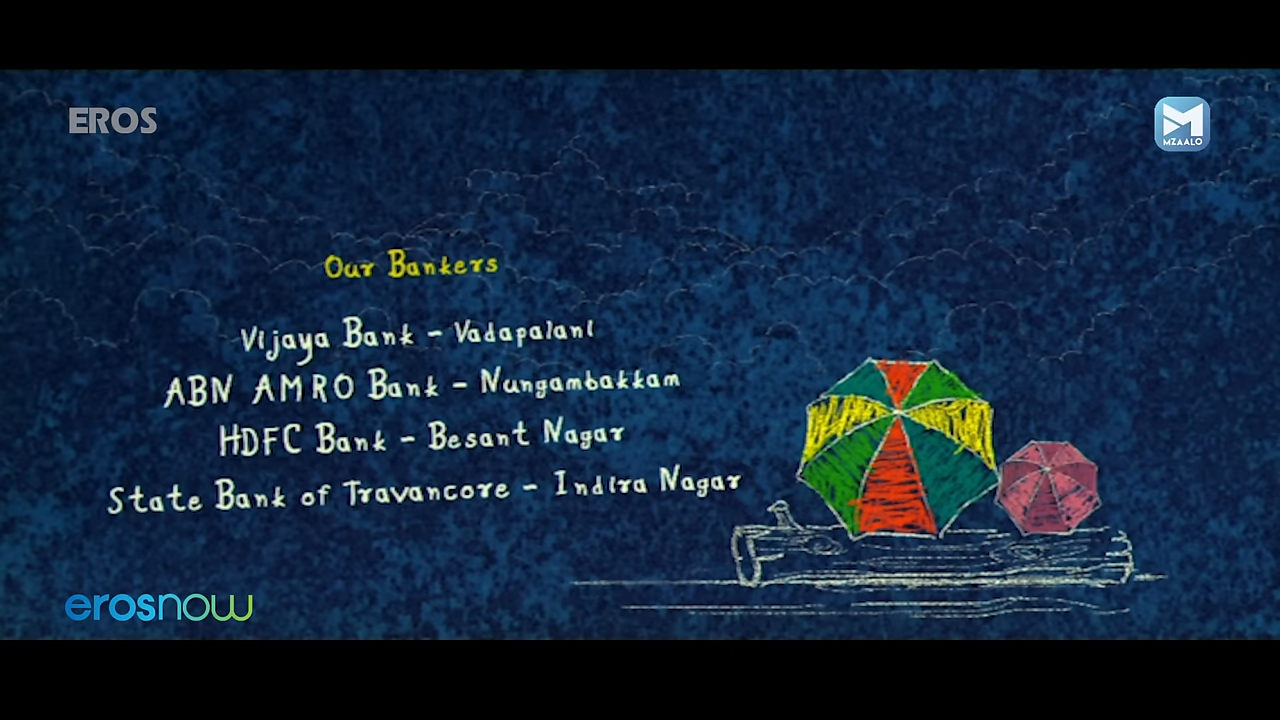 EROS
MZAALO
Our Bankers
Vijaya Bank - Vadapalani
ABN AMRO Bank - Nungambakkam
HDFC Bank - Besant Nagar
State Bank of Travancore - Indira Nagar
erosnow